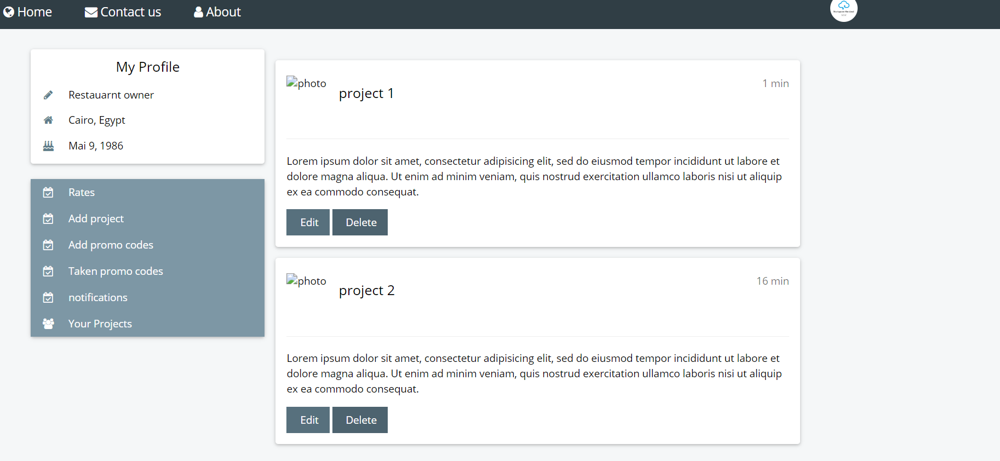 Home Contact us About
My Profile
Restauarnt owner
Cairo, Egypt
Mai 9, 1986
Rates
Add project
Add promo codes
Taken promo codes
notifications
Your Projects
photo project 1 1 min
Lorem ipsum dolor sit amet, consectetur adipisicing elit, sed do eiusmod tempor incididunt ut labore et
dolore magna aliqua. Ut enim ad minim veniam, quis nostrud exercitation ullamco laboris nisi ut aliquip
ex ea commodo consequat.
Edit Delete
photo project 2 16 min
Lorem ipsum dolor sit amet, consectetur adipisicing elit, sed do eiusmod tempor incididunt ut labore et
dolore magna aliqua. Ut enim ad minim veniam, quis nostrud exercitation ullamco laboris nisi ut aliquip
ex ea commodo consequat.
Edit Delete